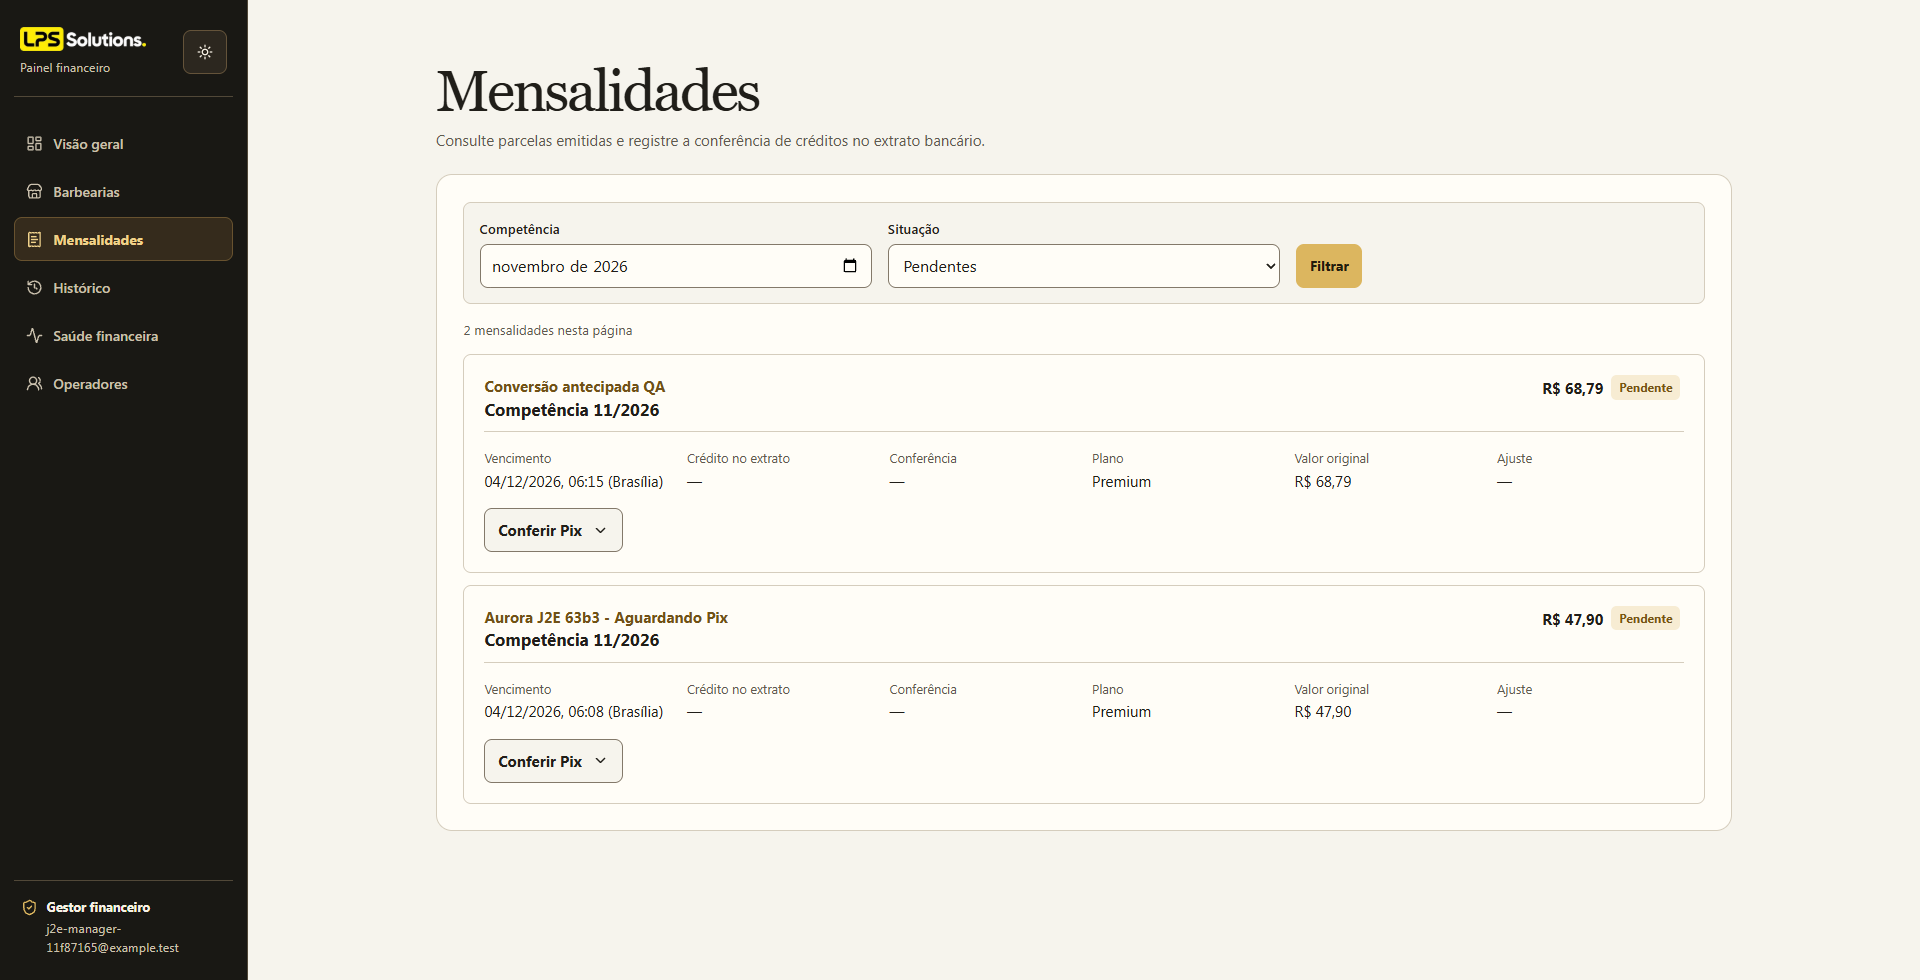 LPS Solutions.
Painel financeiro
Visão geral
Barbearias
Mensalidades
Histórico
Saúde financeira
Operadores
Gestor financeiro
j2e-manager-
11f87165@example.test
Mensalidades
Consulte parcelas emitidas e registre a conferência de créditos no extrato bancário.
Competência
novembro de 2026
Situação
Pendentes
Filtrar
2 mensalidades nesta página
Conversão antecipada QA
Competência 11/2026
R$ 68,79 Pendente
Vencimento Crédito no extrato Conferência Plano Valor original Ajuste
04/12/2026, 06:15 (Brasília) — — Premium R$ 68,79 —
Conferir Pix
Aurora J2E 63b3 - Aguardando Pix
Competência 11/2026
R$ 47,90 Pendente
Vencimento Crédito no extrato Conferência Plano Valor original Ajuste
04/12/2026, 06:08 (Brasília) — — Premium R$ 47,90 —
Conferir Pix